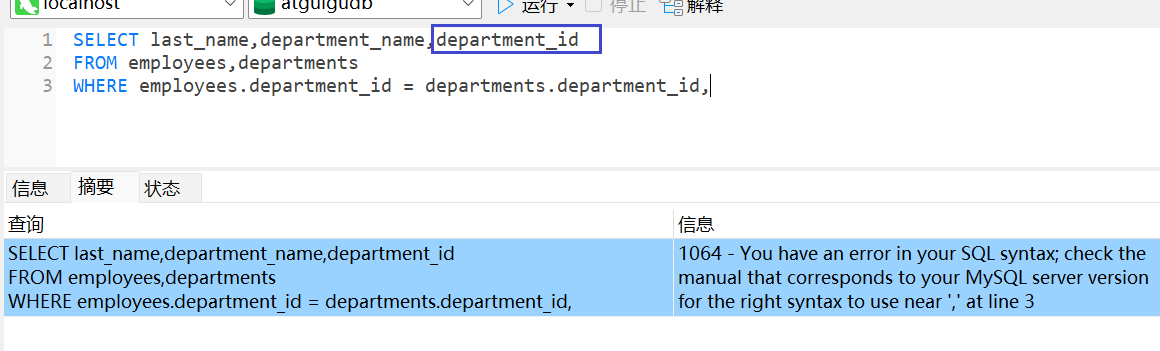 localhost atguigudb 运行 停止 解释
1 SELECT last_name,department_name,department_id
2 FROM employees,departments
3 WHERE employees.department_id = departments.department_id,
信息 摘要 状态
查询 信息
SELECT last_name,department_name,department_id 1064 - You have an error in your SQL syntax; check the
FROM employees,departments manual that corresponds to your MySQL server version
WHERE employees.department_id = departments.department_id, for the right syntax to use near ',' at line 3